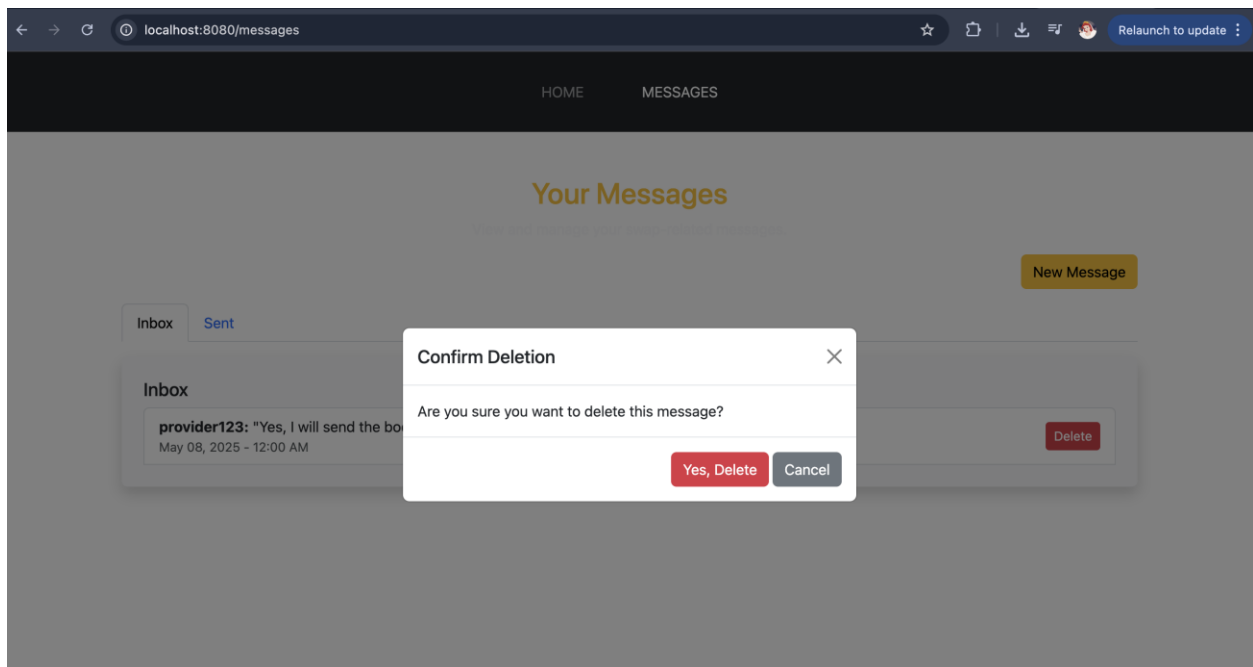 localhost:8080/messages
Relaunch to update
HOME MESSAGES
Your Messages
New Message
Inbox Sent
Confirm Deletion
Inbox
Are you sure you want to delete this message?
provider123: "Yes, I will send the
May 08, 2025 - 12:00 AM
Delete
Yes, Delete Cancel